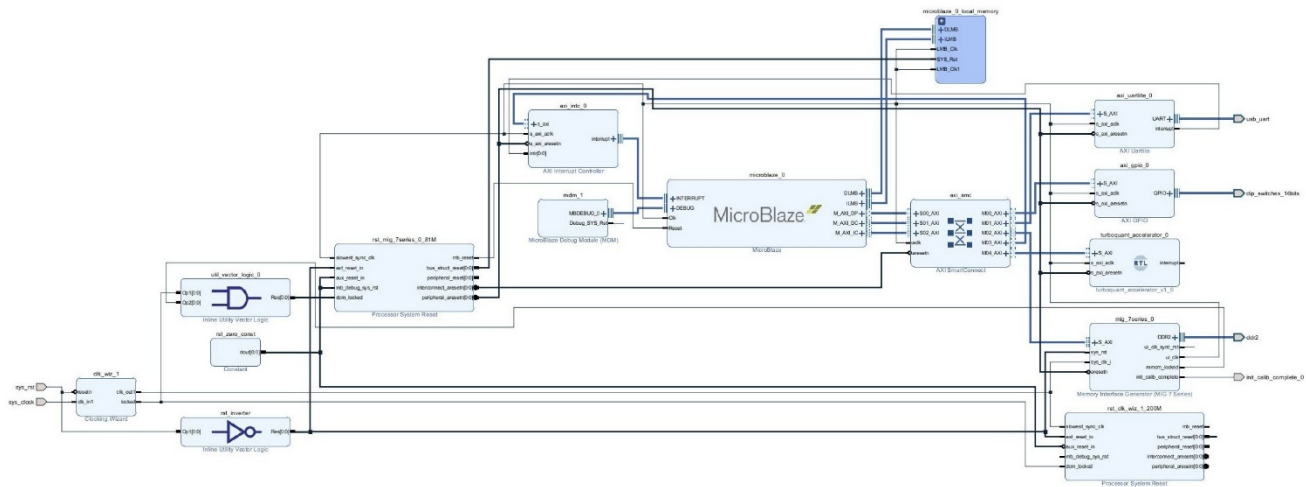 microblaze_0_local_memory
DLMB
ILMB
LMB_Clk
SYS_Rst
LMB_Clk1
axi_intc_0
s_axi
s_axi_aclk
s_axi_aresetn
intr[0:0]
interrupt
AXI Interrupt Controller
mdm_1
MBDEBUG_0
Debug_SYS_Rst
MicroBlaze Debug Module (MDM)
microblaze_0
INTERRUPT
DEBUG
Clk
Reset
MicroBlaze
DLMB
ILMB
M_AXI_DP
M_AXI_DC
M_AXI_IC
MicroBlaze
axi_smc
S00_AXI
S01_AXI
S02_AXI
aclk
aresetn
M00_AXI
M01_AXI
M02_AXI
M03_AXI
M04_AXI
AXI SmartConnect
axi_uartlite_0
S_AXI
s_axi_aclk
s_axi_aresetn
UART
interrupt
AXI Uartlite
usb_uart
axi_gpio_0
S_AXI
s_axi_aclk
s_axi_aresetn
GPIO
AXI GPIO
dip_switches_16bits
turboquant_accelerator_0
S_AXI
s_axi_aclk
s_axi_aresetn
RTL
interrupt
turboquant_accelerator_v1_0
mig_7series_0
S_AXI
sys_rst
sys_clk_i
aresetn
DDR2
ui_clk_sync_rst
ui_clk
mmcm_locked
init_calib_complete
Memory Interface Generator (MIG 7 Series)
ddr2
init_calib_complete_0
rst_clk_wiz_1_200M
slowest_sync_clk
ext_reset_in
aux_reset_in
mb_debug_sys_rst
dcm_locked
mb_reset
bus_struct_reset[0:0]
peripheral_reset[0:0]
interconnect_aresetn[0:0]
peripheral_aresetn[0:0]
Processor System Reset
rst_mig_7series_0_81M
slowest_sync_clk
ext_reset_in
aux_reset_in
mb_debug_sys_rst
dcm_locked
mb_reset
bus_struct_reset[0:0]
peripheral_reset[0:0]
interconnect_aresetn[0:0]
peripheral_aresetn[0:0]
Processor System Reset
util_vector_logic_0
Op1[0:0]
Op2[0:0]
Res[0:0]
Inline Utility Vector Logic
rst_zero_const
dout[0:0]
Constant
sys_rst
sys_clock
clk_wiz_1
resetn
clk_in1
clk_out1
locked
Clocking Wizard
rst_inverter
Op1[0:0]
Res[0:0]
Inline Utility Vector Logic